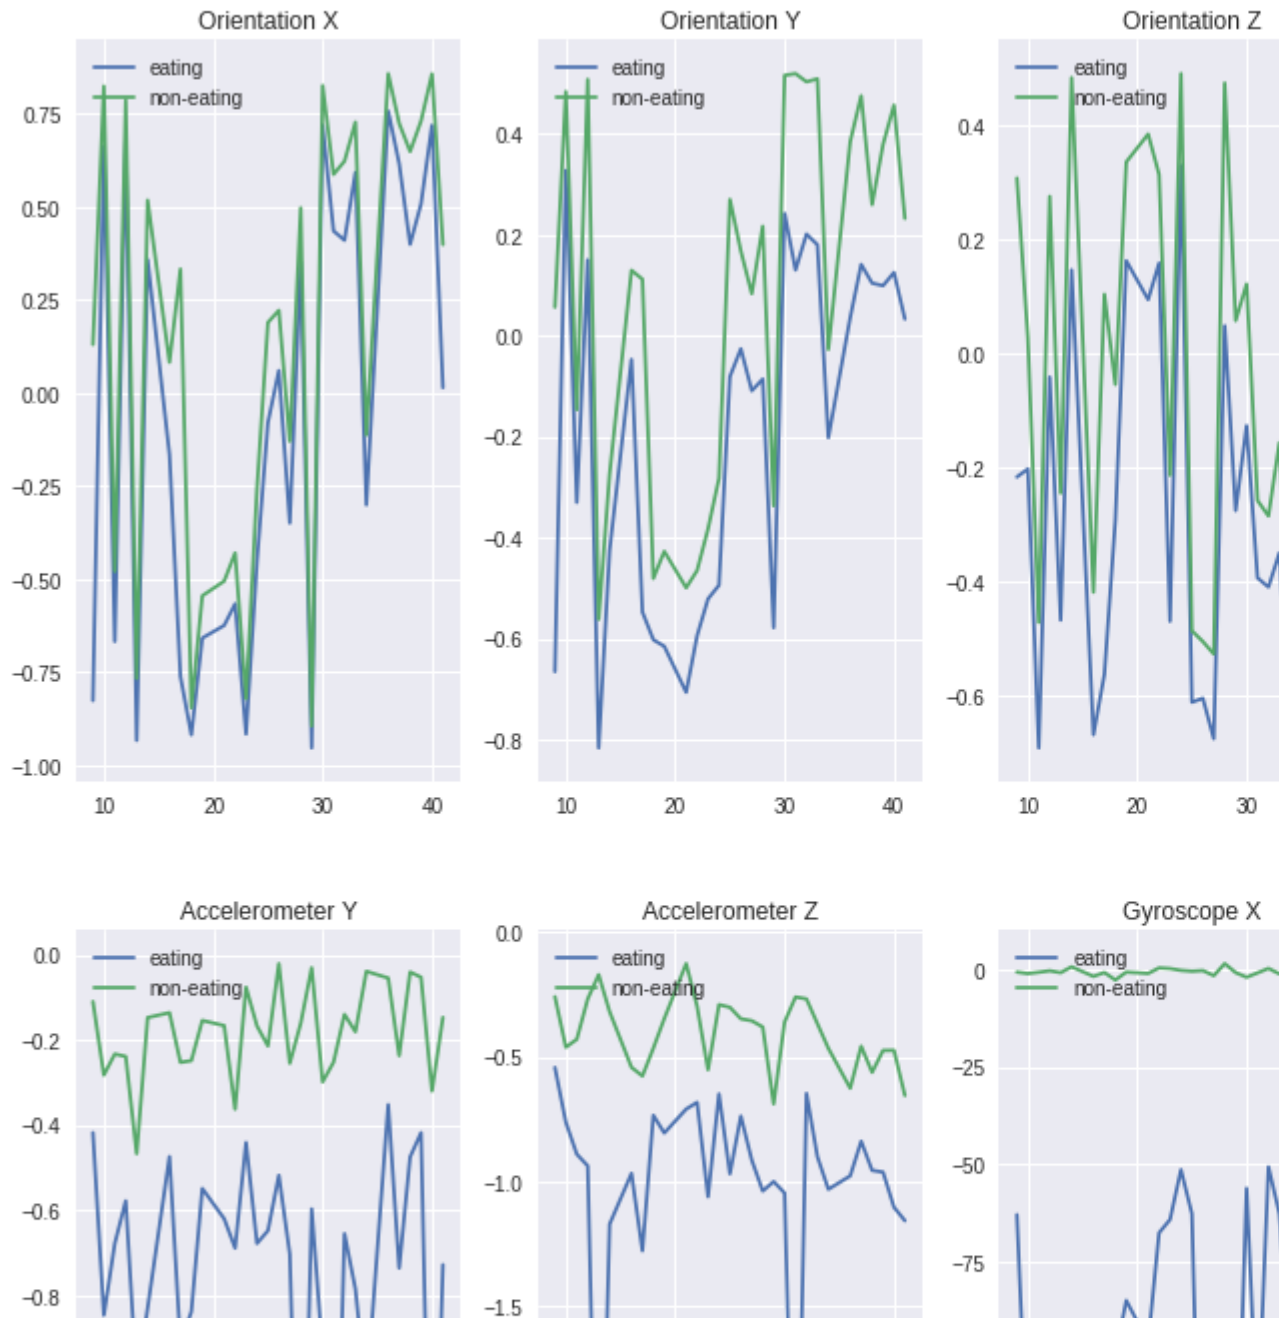 Orientation X
eating
non-eating
0.75
0.50
0.25
0.00
−0.25
−0.50
−0.75
−1.00
10 20 30 40
Orientation Y
eating
non-eating
0.4
0.2
0.0
−0.2
−0.4
−0.6
−0.8
10 20 30 40
Orientation Z
eating
non-eating
0.4
0.2
0.0
−0.2
−0.4
−0.6
10 20 30
Accelerometer Y
eating
non-eating
0.0
−0.2
−0.4
−0.6
−0.8
Accelerometer Z
eating
non-eating
0.0
−0.5
−1.0
−1.5
Gyroscope X
eating
non-eating
0
−25
−50
−75